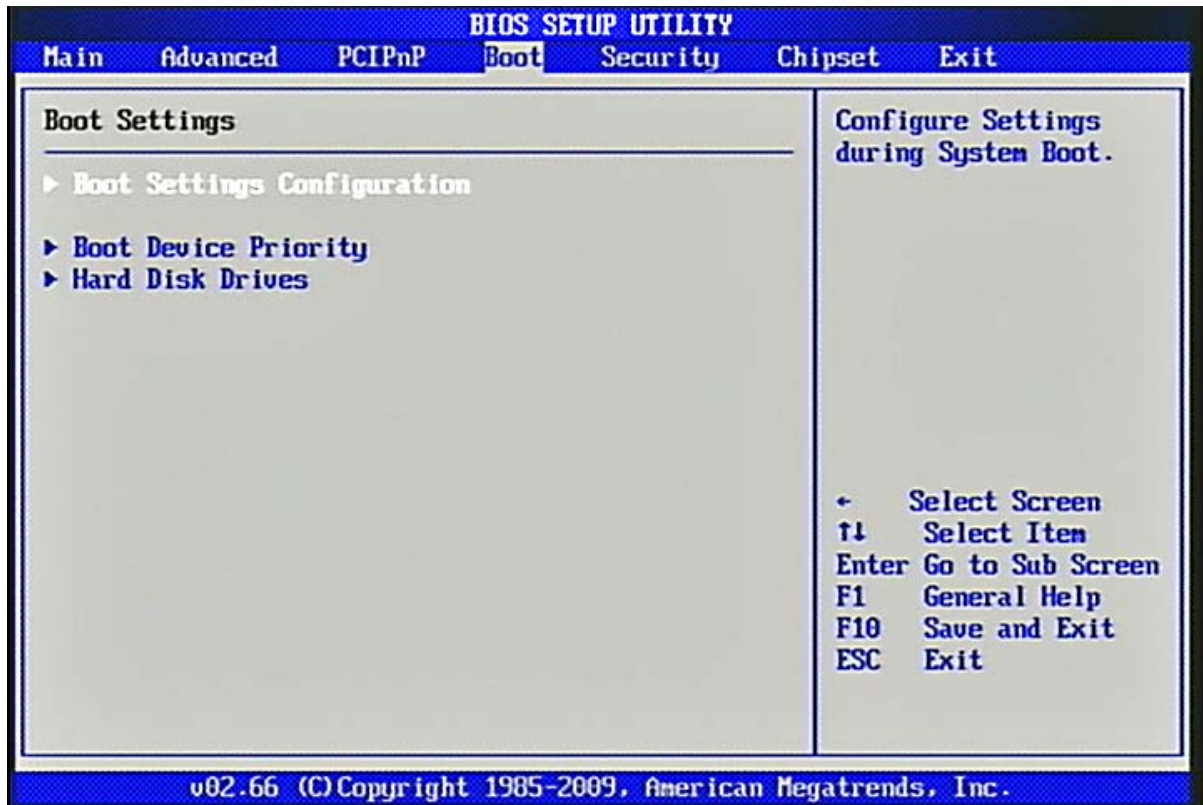 BIOS SETUP UTILITY
Main Advanced PCIPnP Boot Security Chipset Exit
Boot Settings
► Boot Settings Configuration
► Boot Device Priority
► Hard Disk Drives
Configure Settings
during System Boot.
← Select Screen
↑↓ Select Item
Enter Go to Sub Screen
F1 General Help
F10 Save and Exit
ESC Exit
v02.66 (C)Copyright 1985-2009, American Megatrends, Inc.